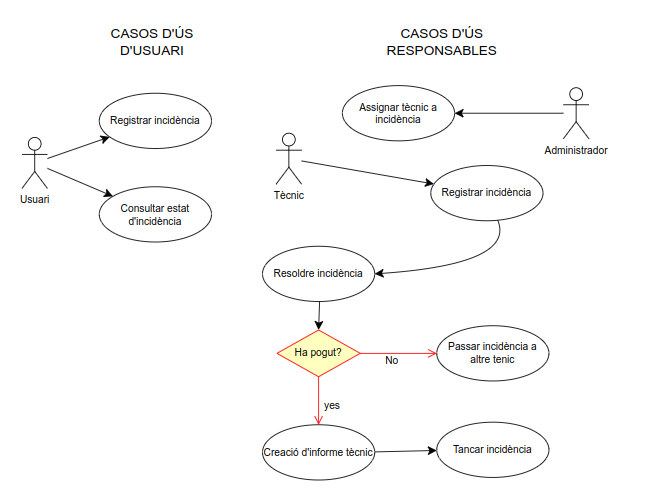 CASOS D'ÚS
D'USUARI
CASOS D'ÚS
RESPONSABLES
Registrar incidència
Assignar tècnic a
incidència
Administrador
Usuari
Tècnic
Registrar incidència
Consultar estat
d'incidència
Resoldre incidència
Ha pogut?
No
Passar incidència a
altre tenic
yes
Creació d'informe tècnic
Tancar incidència